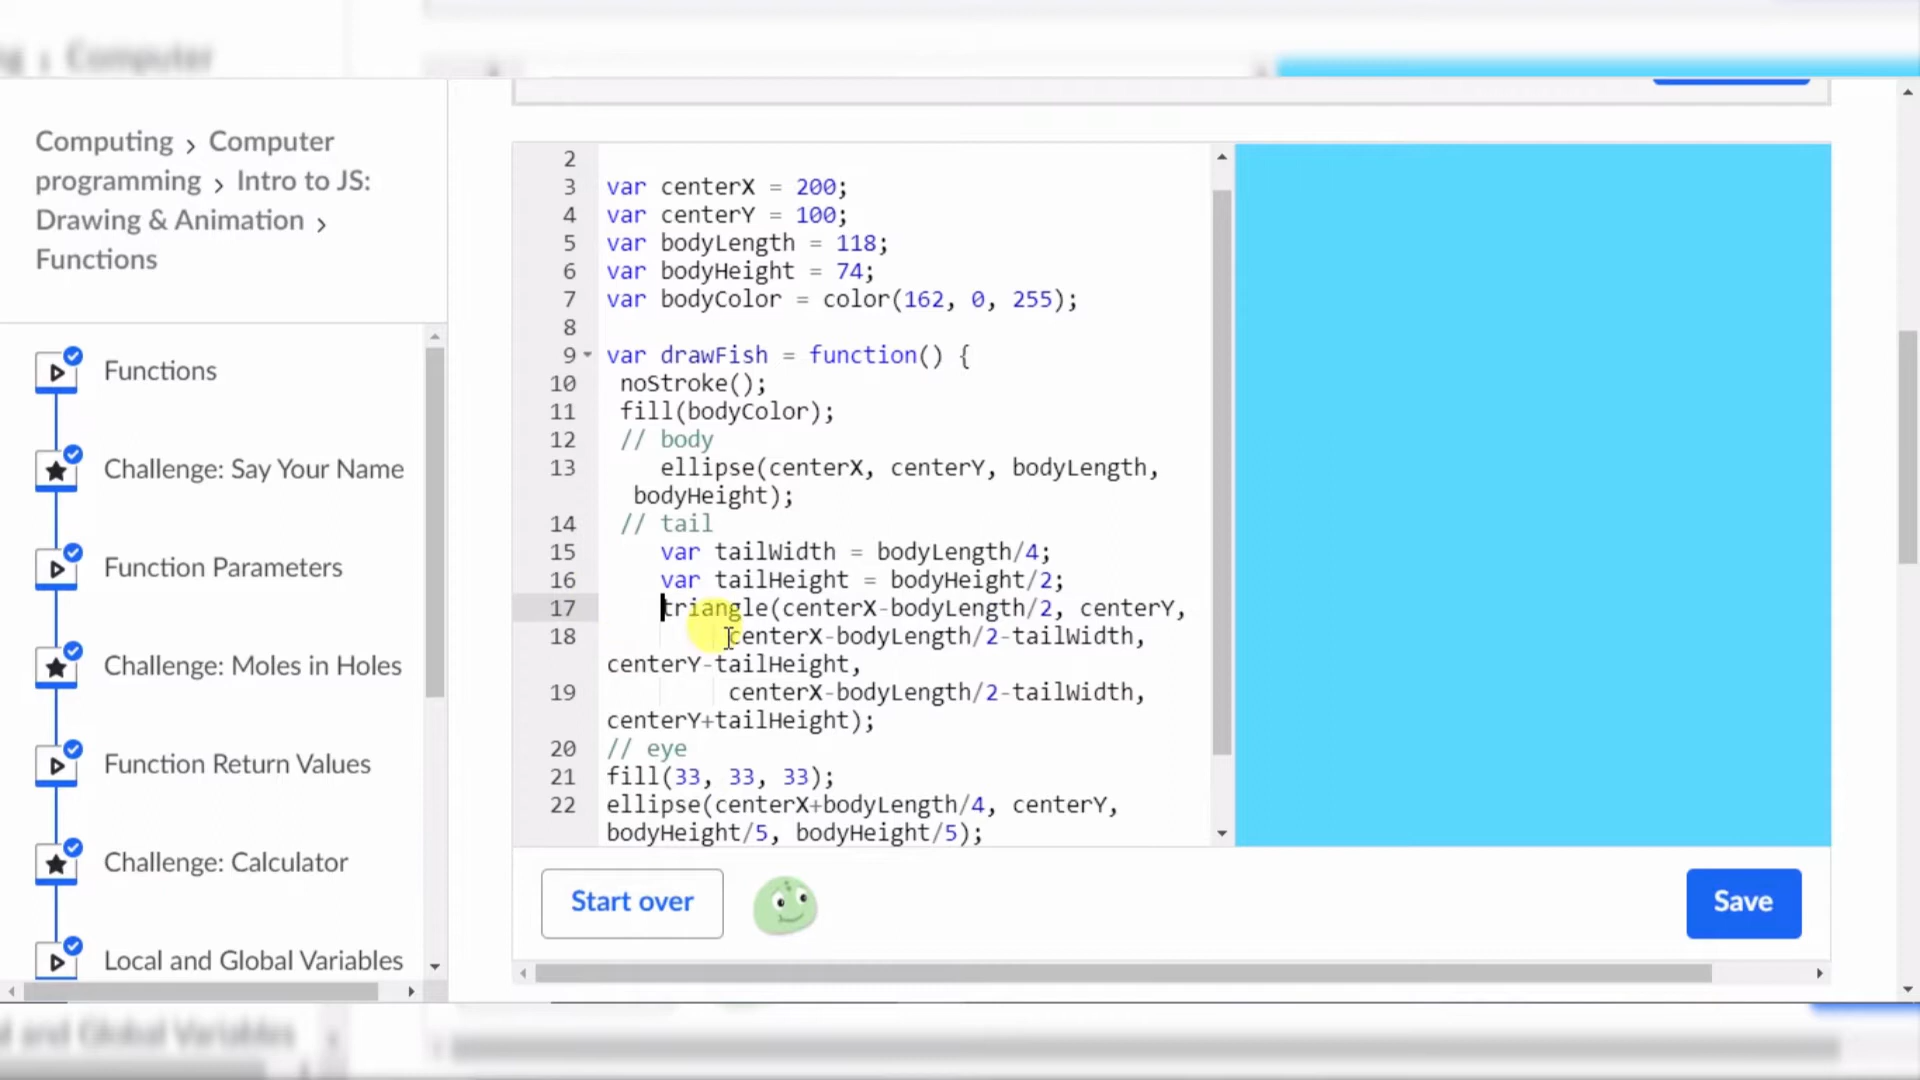 Computer
Computing > Computer
programming > Intro to JS:
Drawing & Animation >
Functions
Functions
Challenge: Say Your Name
Function Parameters
Challenge: Moles in Holes
Function Return Values
Challenge: Calculator
Local and Global Variables
2
3 var centerX = 200;
4 var centerY = 100;
5 var bodyLength = 118;
6 var bodyHeight = 74;
7 var bodyColor = color(162, 0, 255);
8
9 var drawFish = function() {
10 noStroke();
11 fill(bodyColor);
12 // body
13 ellipse(centerX, centerY, bodyLength,
bodyHeight);
14 // tail
15 var tailWidth = bodyLength/4;
16 var tailHeight = bodyHeight/2;
17 triangle(centerX-bodyLength/2, centerY,
18 centerX-bodyLength/2-tailWidth,
centerY-tailHeight,
19 centerX-bodyLength/2-tailWidth,
centerY+tailHeight);
20 // eye
21 fill(33, 33, 33);
22 ellipse(centerX+bodyLength/4, centerY,
bodyHeight/5, bodyHeight/5);
Start over
Save
and Global Variables